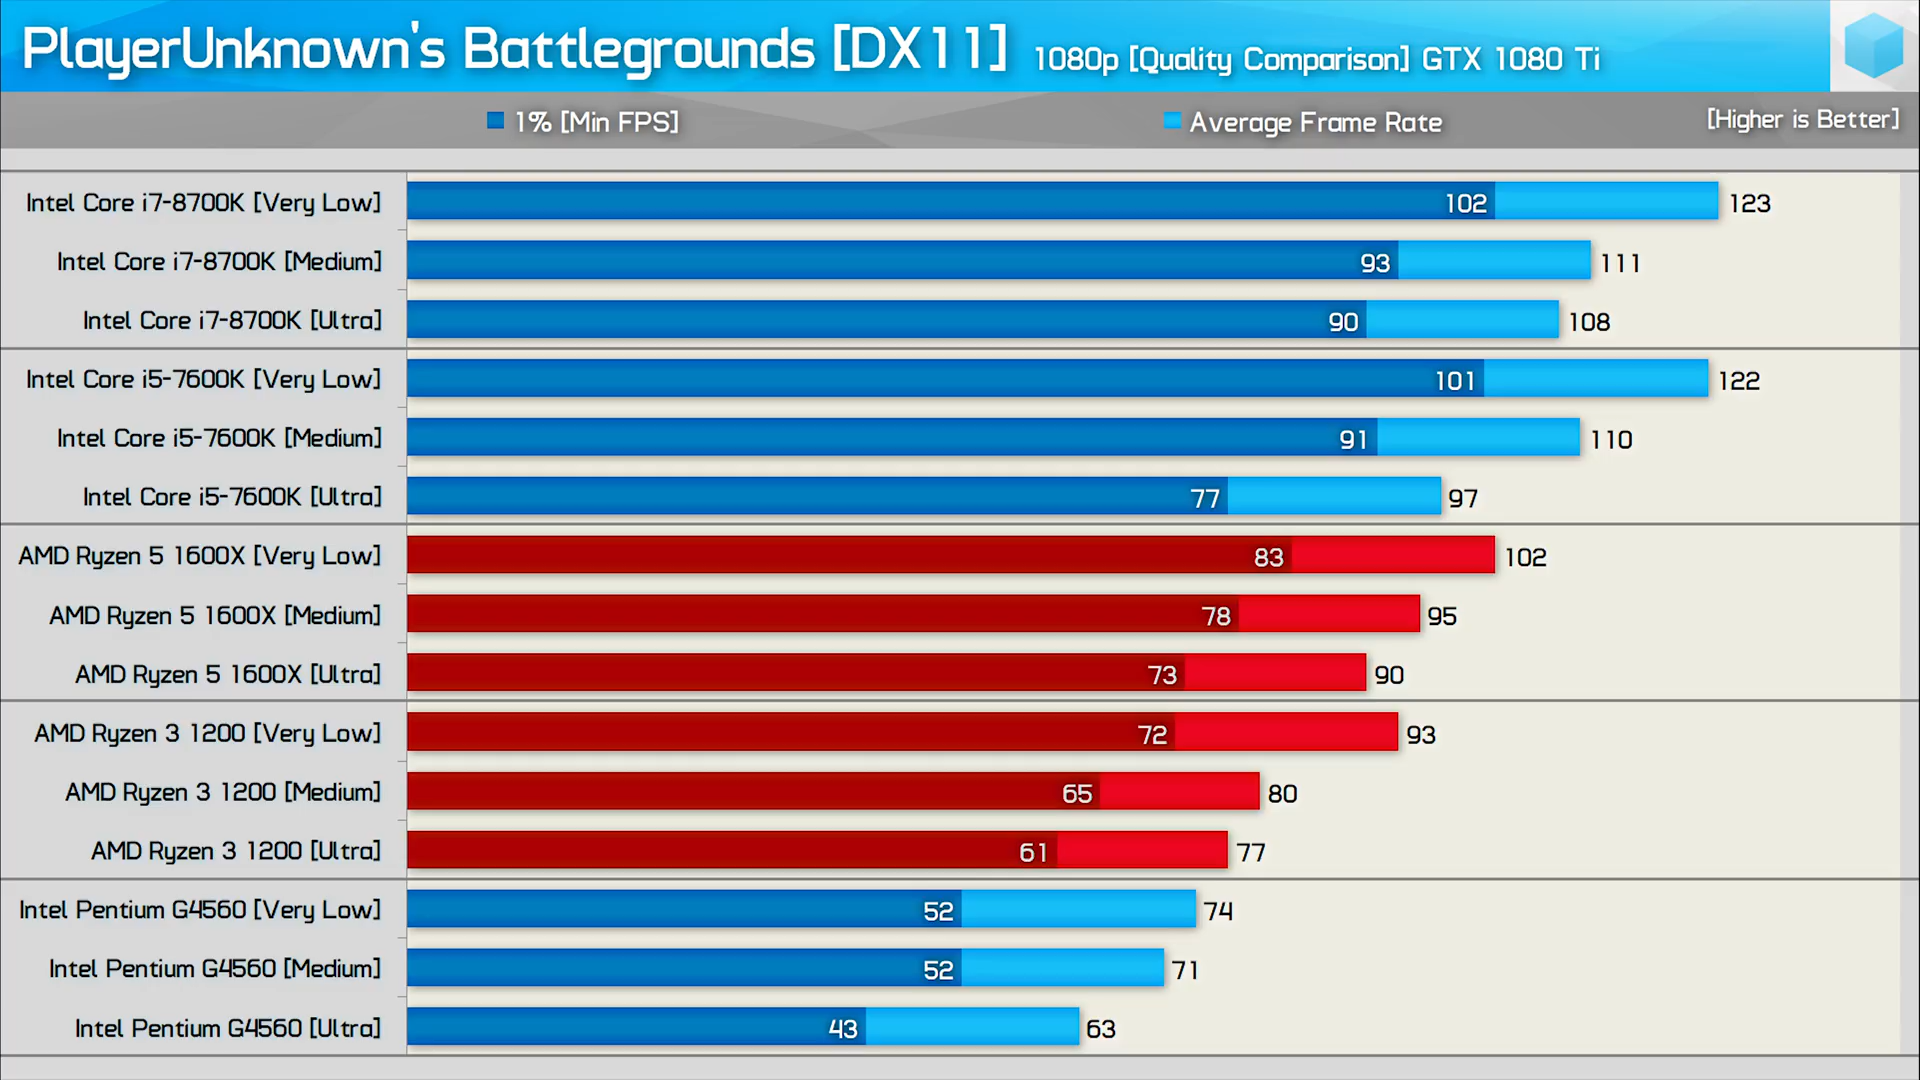 PlayerUnknown's Battlegrounds [DX11] 1080p [Quality Comparison] GTX 1080 Ti
1% [Min FPS] Average Frame Rate [Higher is Better]
Intel Core i7-8700K [Very Low] 102 123
Intel Core i7-8700K [Medium] 93 111
Intel Core i7-8700K [Ultra] 90 108
Intel Core i5-7600K [Very Low] 101 122
Intel Core i5-7600K [Medium] 91 110
Intel Core i5-7600K [Ultra] 77 97
AMD Ryzen 5 1600X [Very Low] 83 102
AMD Ryzen 5 1600X [Medium] 78 95
AMD Ryzen 5 1600X [Ultra] 73 90
AMD Ryzen 3 1200 [Very Low] 72 93
AMD Ryzen 3 1200 [Medium] 65 80
AMD Ryzen 3 1200 [Ultra] 61 77
Intel Pentium G4560 [Very Low] 52 74
Intel Pentium G4560 [Medium] 52 71
Intel Pentium G4560 [Ultra] 43 63